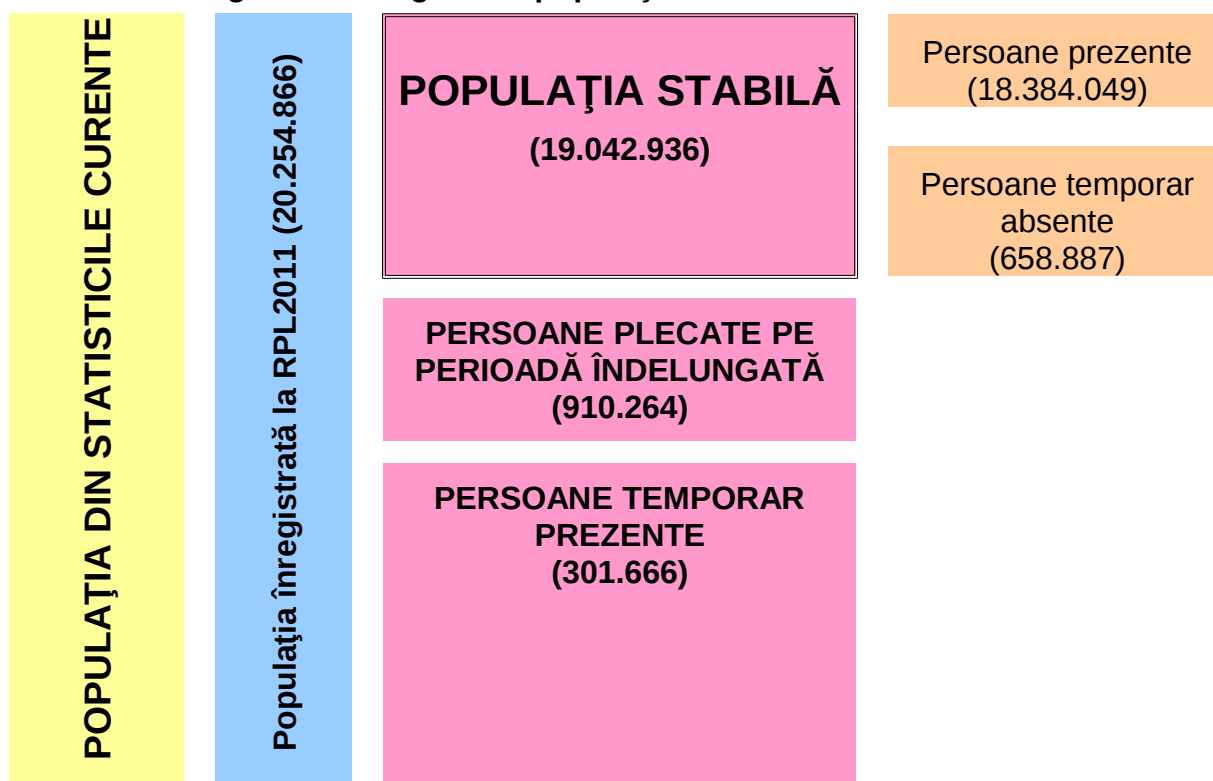 POPULAŢIA DIN STATISTICILE CURENTE
Populaţia înregistrată la RPL2011 (20.254.866)
POPULAŢIA STABILĂ
(19.042.936)
Persoane prezente
(18.384.049)
Persoane temporar
absente
(658.887)
PERSOANE PLECATE PE
PERIOADĂ ÎNDELUNGATĂ
(910.264)
PERSOANE TEMPORAR
PREZENTE
(301.666)